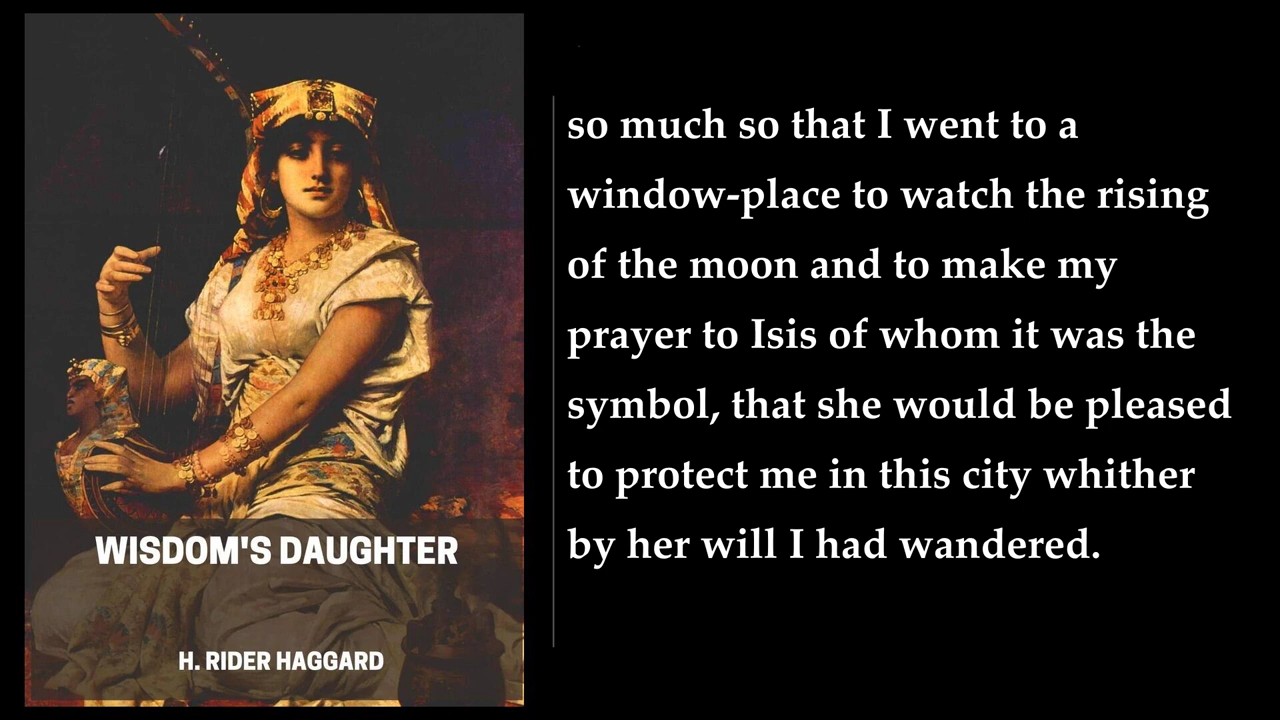 WISDOM'S DAUGHTER
H. RIDER HAGGARD
so much so that I went to a
window-place to watch the rising
of the moon and to make my
prayer to Isis of whom it was the
symbol, that she would be pleased
to protect me in this city whither
by her will I had wandered.